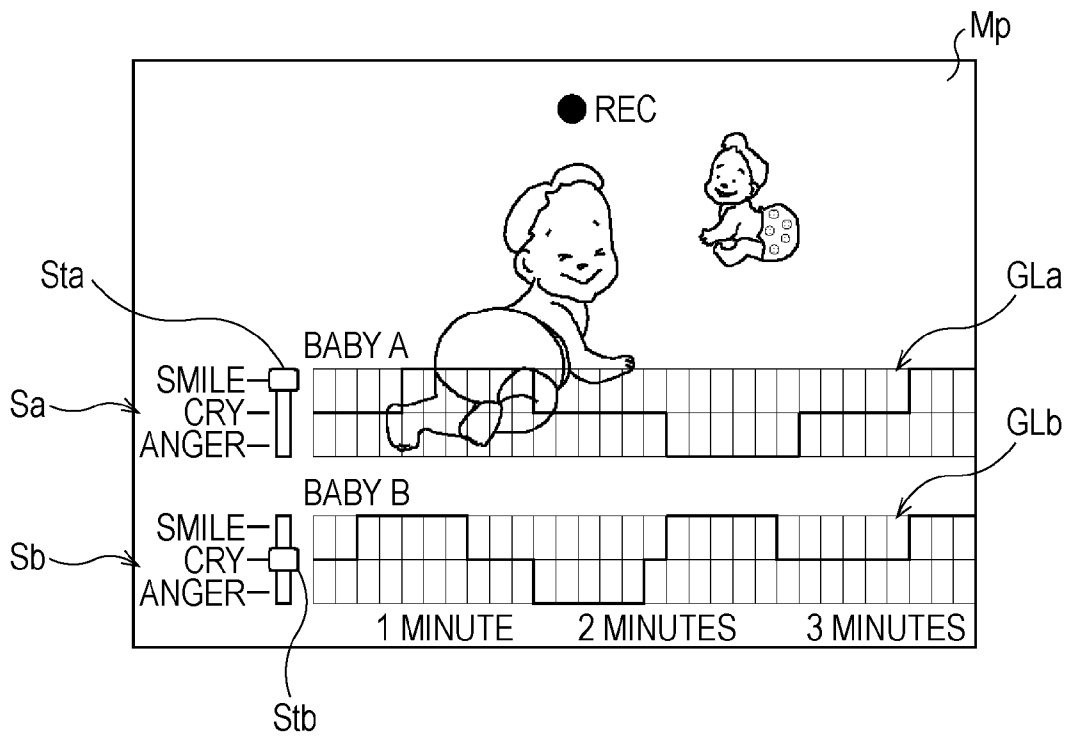 Mp
REC
Sta
GLa
BABY A
SMILE
Sa
CRY
ANGER
GLb
BABY B
SMILE
Sb
CRY
ANGER
1 MINUTE 2 MINUTES 3 MINUTES
Stb